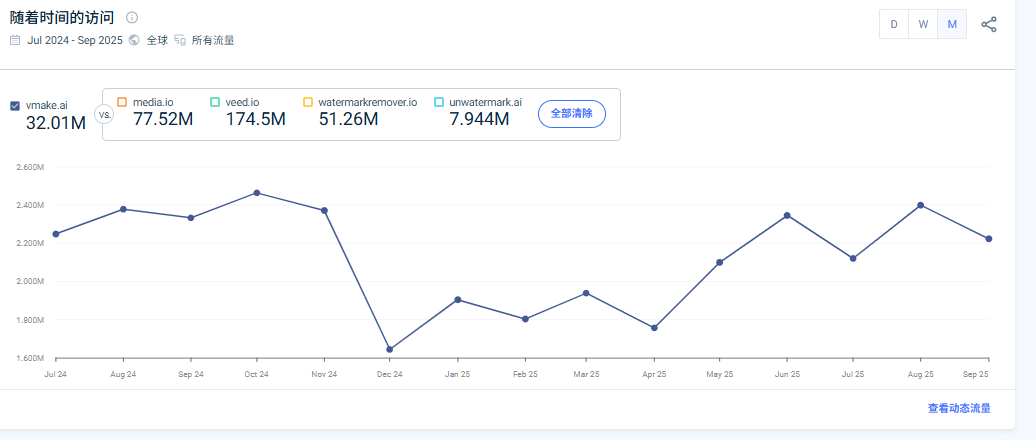 随着时间的访问
D W M
Jul 2024 - Sep 2025 全球 所有流量
vmake.ai
32.01M
vs.
media.io veed.io watermarkremover.io unwatermark.ai
77.52M 174.5M 51.26M 7.944M
全部清除
2.600M
2.400M
2.200M
2.000M
1.800M
1.600M
Jul 24 Aug 24 Sep 24 Oct 24 Nov 24 Dec 24 Jan 25 Feb 25 Mar 25 Apr 25 May 25 Jun 25 Jul 25 Aug 25 Sep 25
查看动态流量